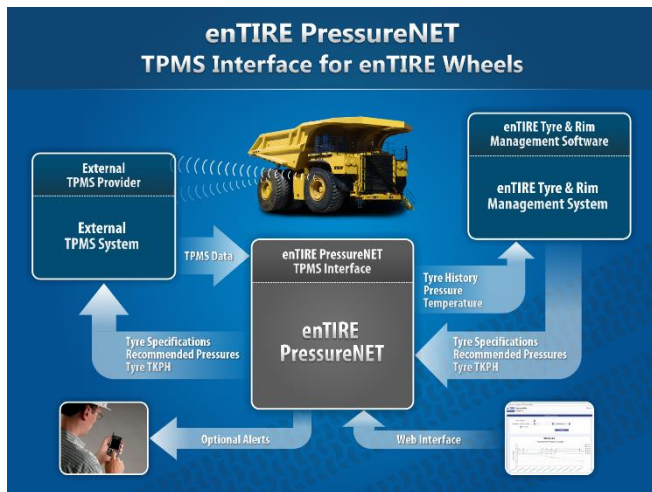 enTIRE PressureNET
TPMS Interface for enTIRE Wheels
External
TPMS Provider
External
TPMS System
TPMS Data
enTIRE Tyre & Rim
Management Software
enTIRE Tyre & Rim
Management System
enTIRE PressureNET
TPMS Interface
enTIRE
PressureNET
Tyre History
Pressure
Temperature
Tyre Specifications
Recommended Pressures
Tyre TKPH
Tyre Specifications
Recommended Pressures
Tyre TKPH
Optional Alerts
Web Interface